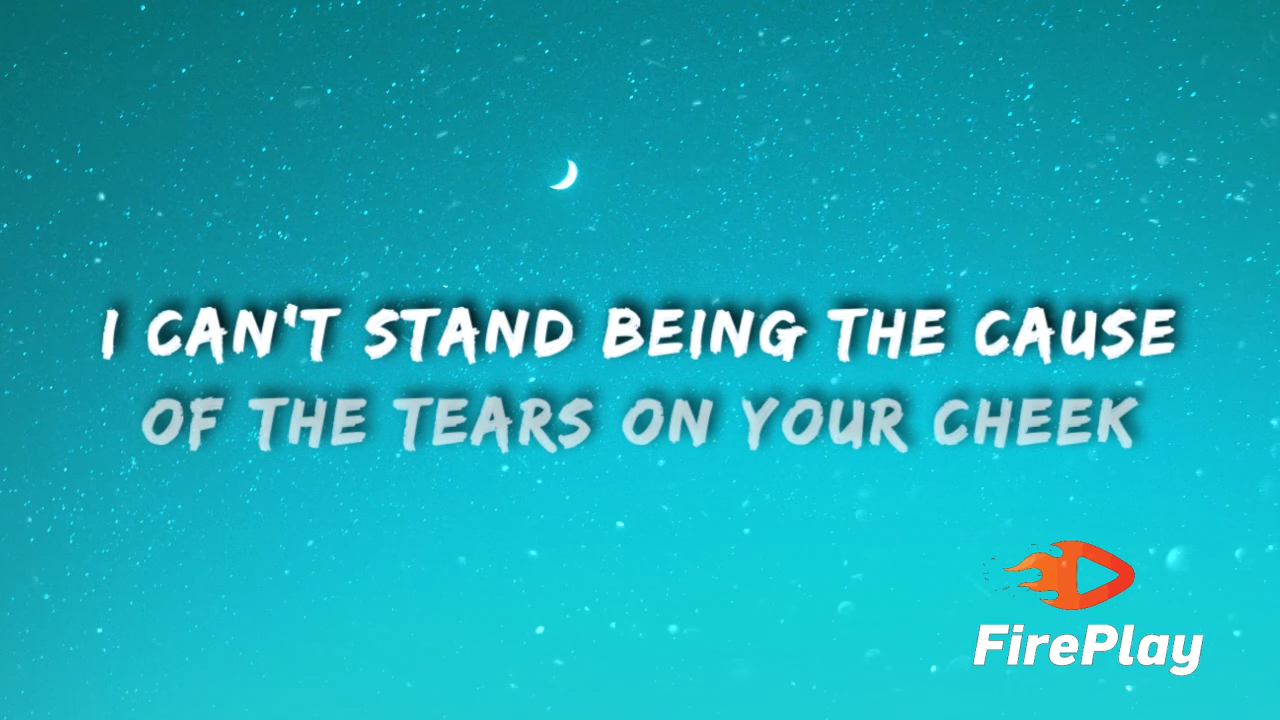 I CAN'T STAND BEING THE CAUSE
OF THE TEARS ON YOUR CHEEK
FirePlay